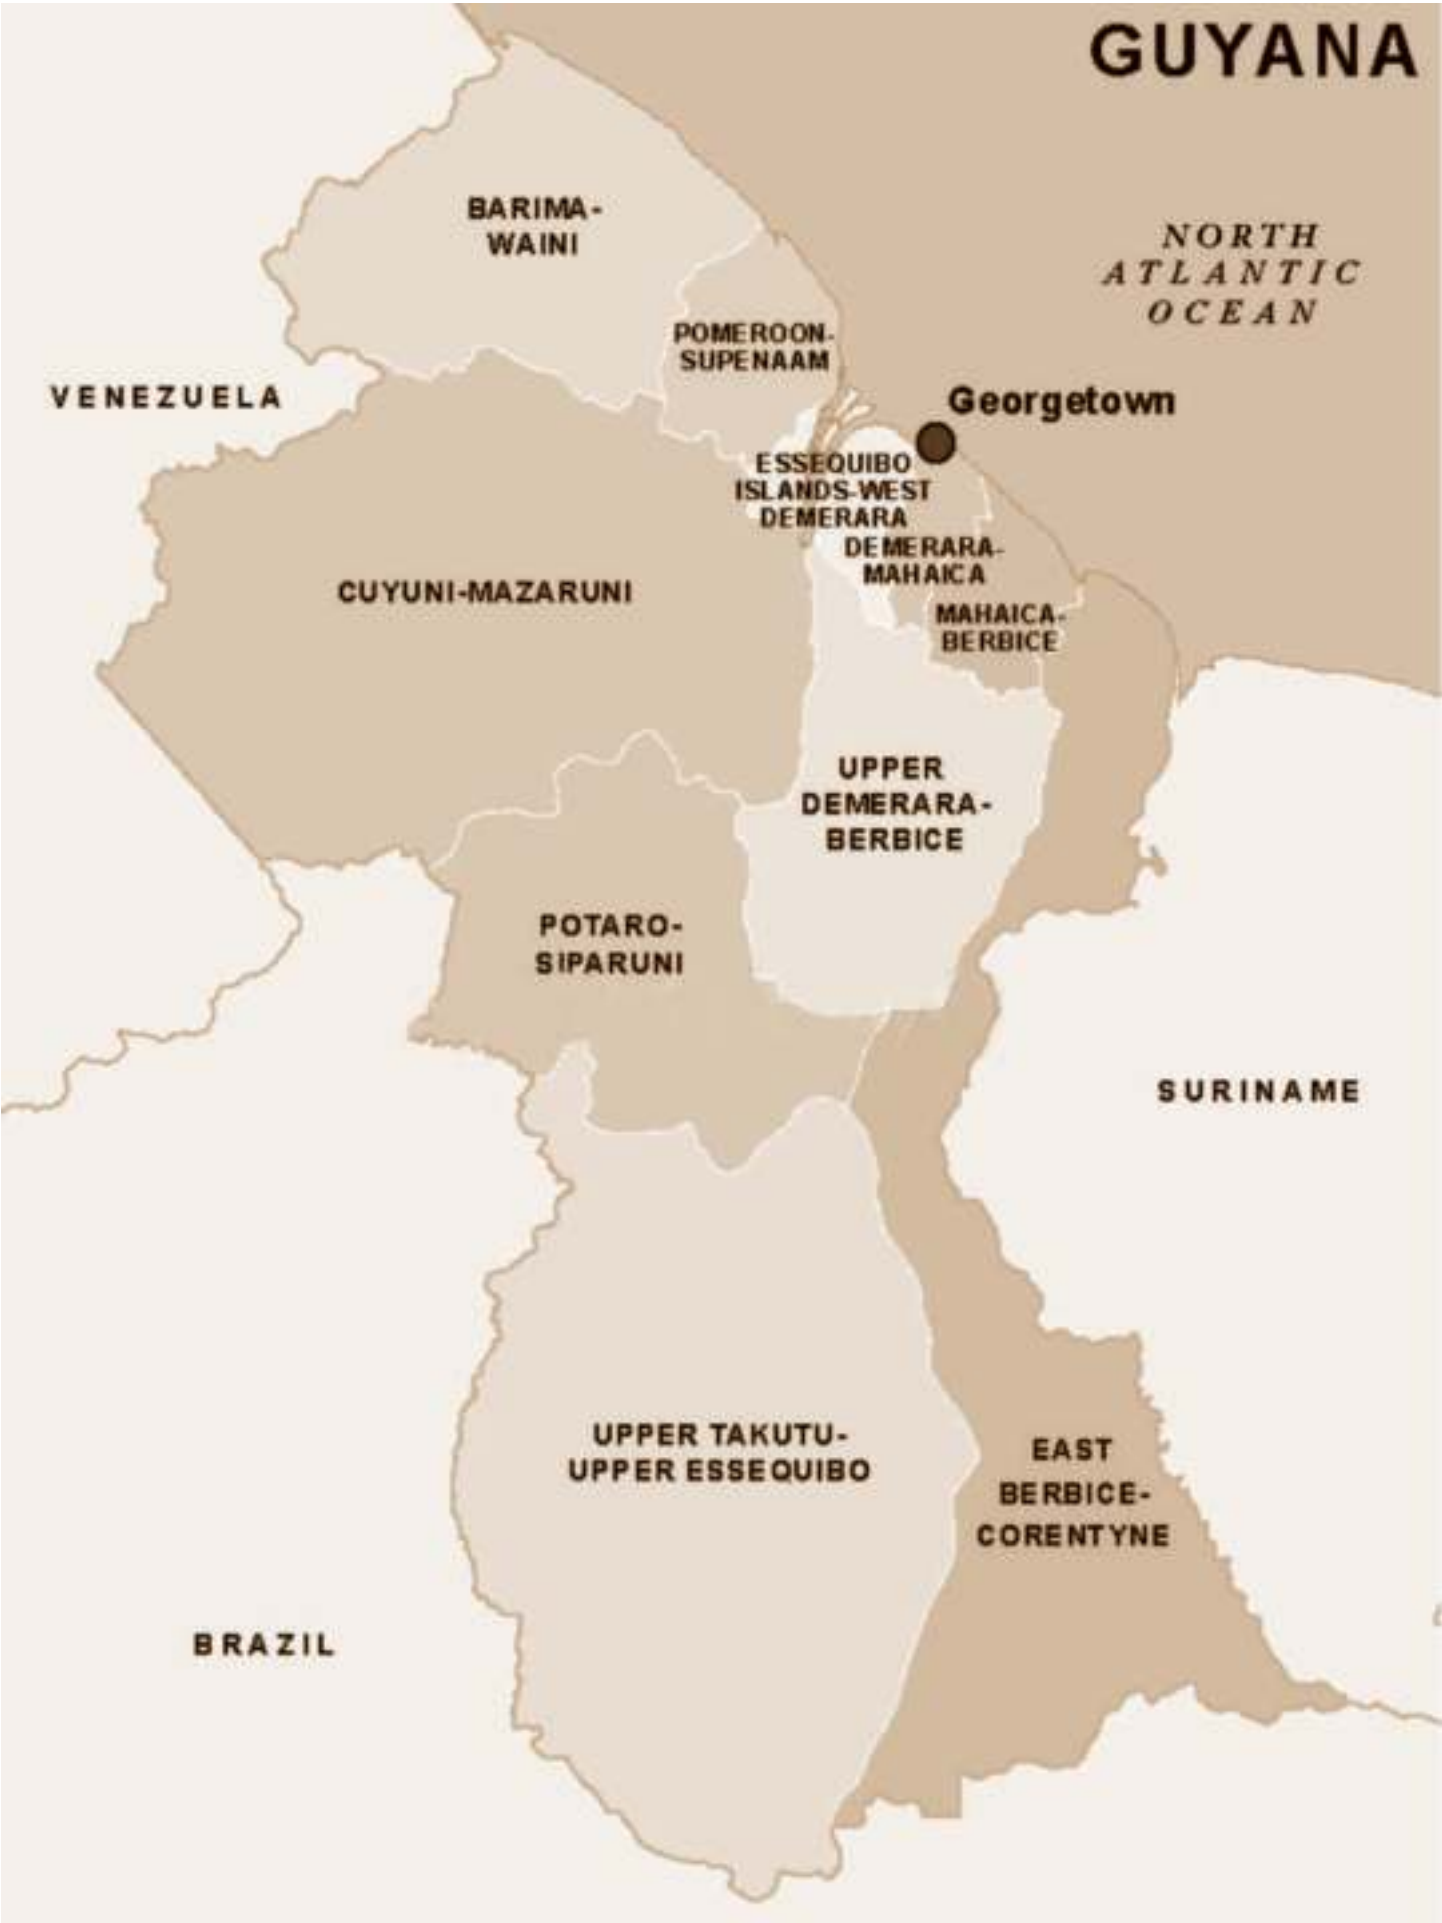 GUYANA
BARIMA-
WAINI
NORTH
ATLANTIC
OCEAN
POMEROON-
SUPENAAM
VENEZUELA
Georgetown
ESSEQUIBO
ISLANDS-WEST
DEMERARA
DEMERARA-
MAHAICA
CUYUNI-MAZARUNI
MAHAICA-
BERBICE
UPPER
DEMERARA-
BERBICE
POTARO-
SIPARUNI
SURINAME
UPPER TAKUTU-
UPPER ESSEQUIBO
EAST
BERBICE-
CORENTYNE
BRAZIL